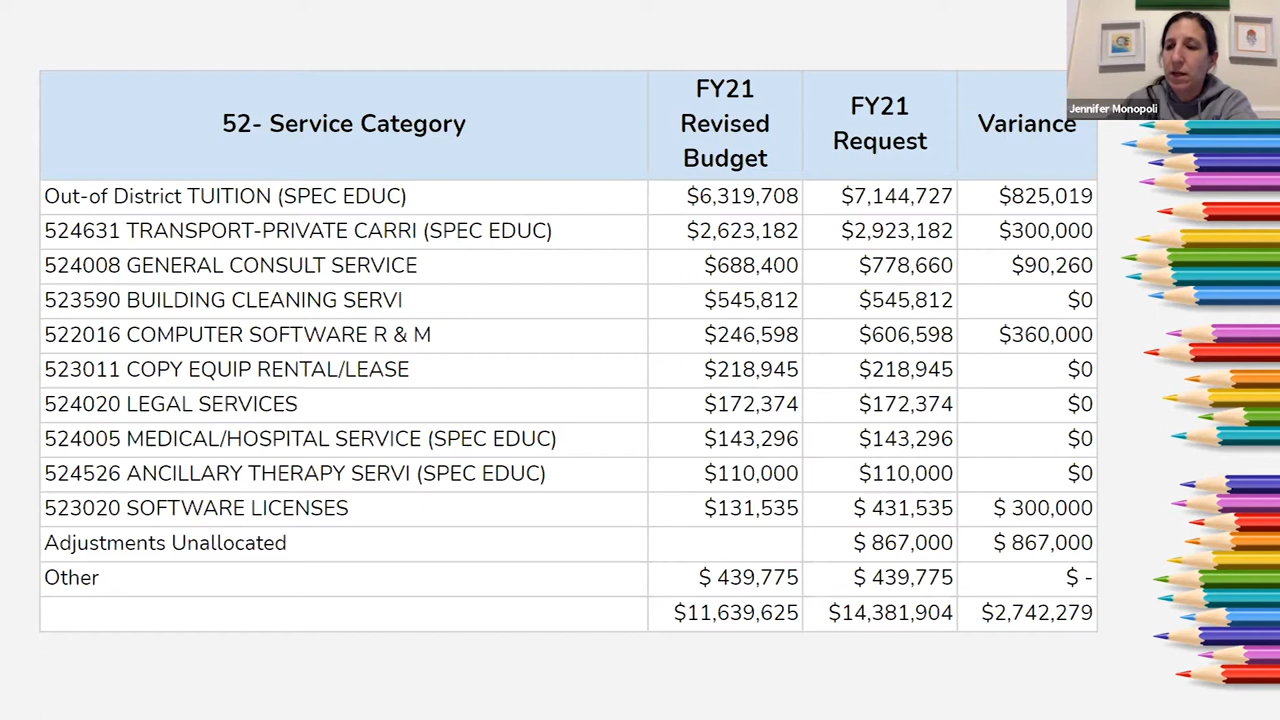 Jennifer Monopoli
52- Service Category FY21 Revised Budget FY21 Request Variance
Out-of District TUITION (SPEC EDUC) $6,319,708 $7,144,727 $825,019
524631 TRANSPORT-PRIVATE CARRI (SPEC EDUC) $2,623,182 $2,923,182 $300,000
524008 GENERAL CONSULT SERVICE $688,400 $778,660 $90,260
523590 BUILDING CLEANING SERVI $545,812 $545,812 $0
522016 COMPUTER SOFTWARE R & M $246,598 $606,598 $360,000
523011 COPY EQUIP RENTAL/LEASE $218,945 $218,945 $0
524020 LEGAL SERVICES $172,374 $172,374 $0
524005 MEDICAL/HOSPITAL SERVICE (SPEC EDUC) $143,296 $143,296 $0
524526 ANCILLARY THERAPY SERVI (SPEC EDUC) $110,000 $110,000 $0
523020 SOFTWARE LICENSES $131,535 $ 431,535 $ 300,000
Adjustments Unallocated $ 867,000 $ 867,000
Other $ 439,775 $ 439,775 $ -
$11,639,625 $14,381,904 $2,742,279